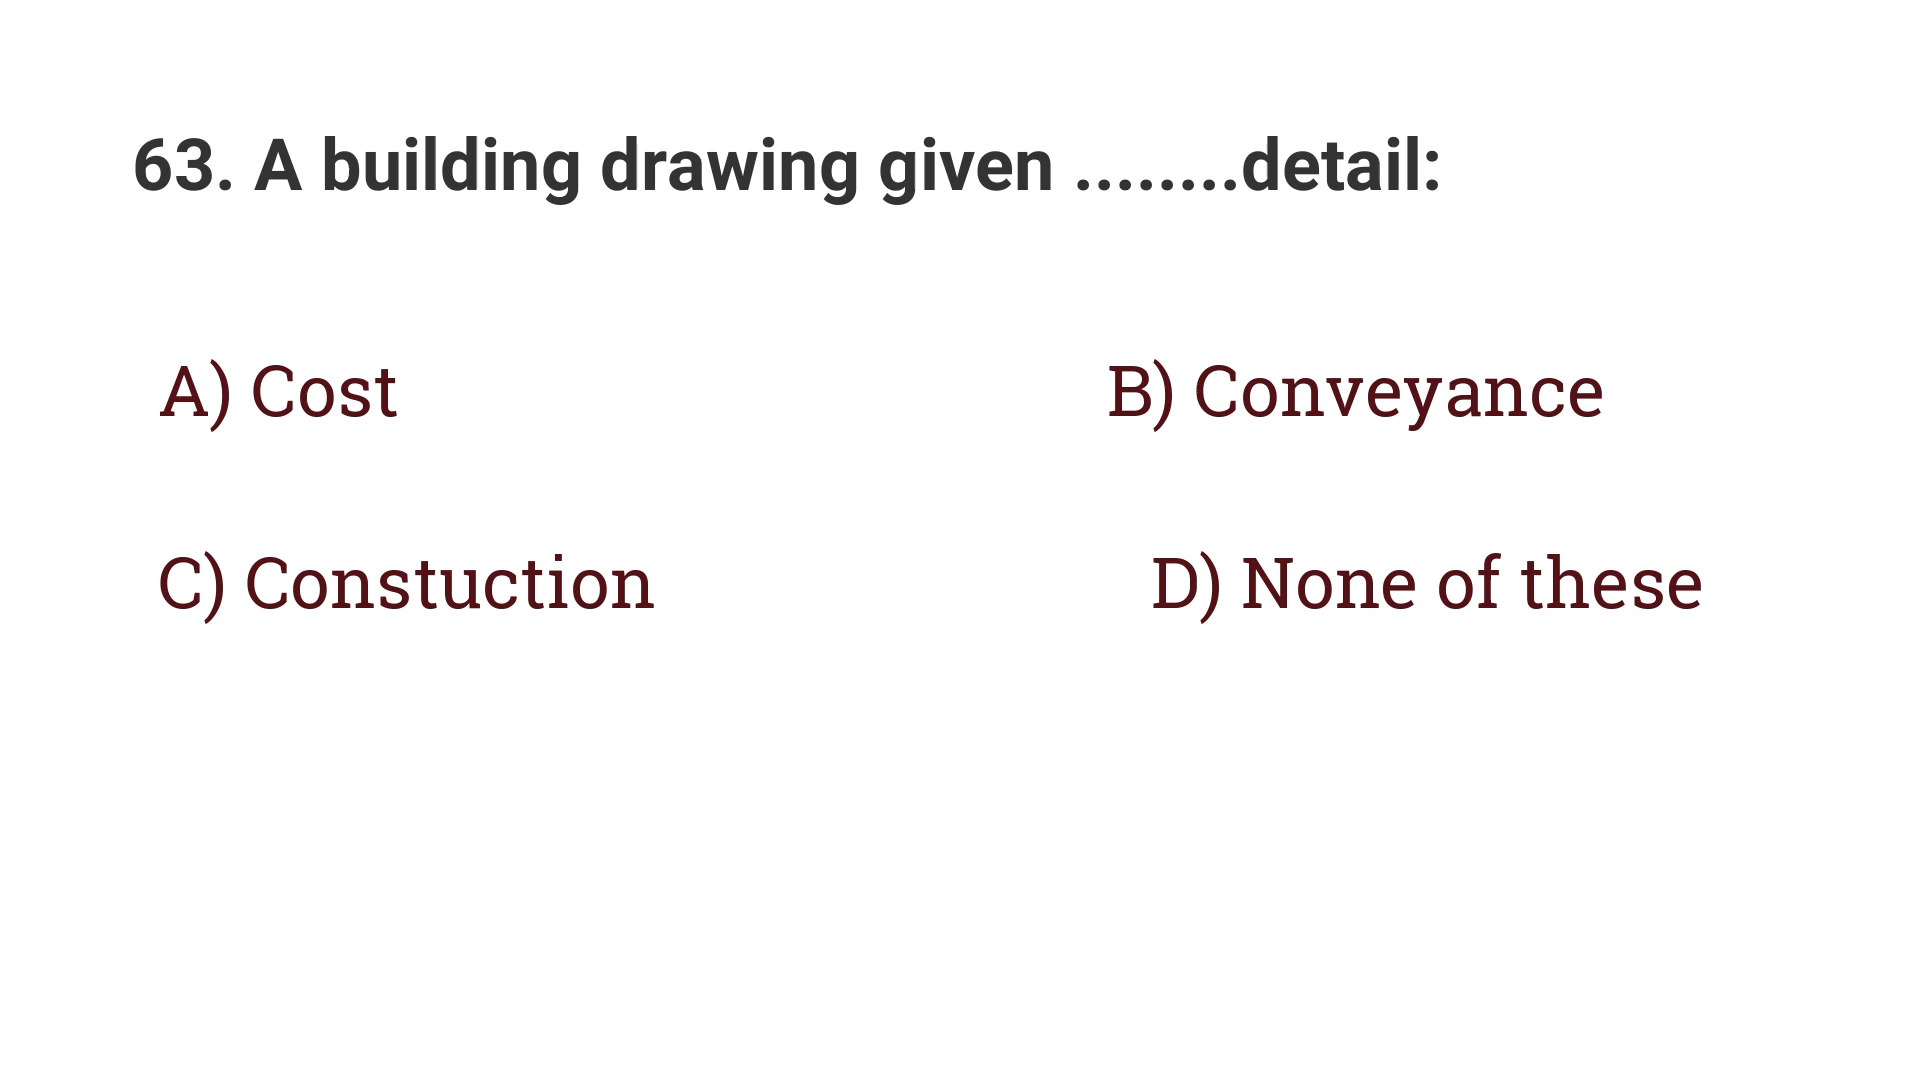 63. A building drawing given ........detail:
A) Cost
B) Conveyance
C) Constuction
D) None of these